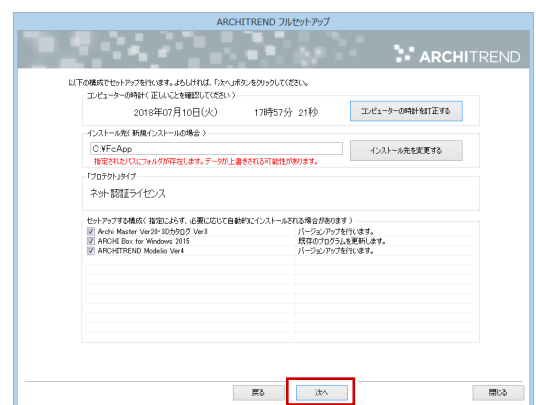 ARCHITREND フルセットアップ
ARCHITREND
以下の構成でセットアップを行います。よろしければ、「次へ」ボタンをクリックしてください。
コンピューターの時計( 正しいことを確認してください )
2018年07月10日(火) 17時57分 21秒 コンピューターの時計を訂正する
インストール先( 新規インストールの場合 )
C:¥FcApp インストール先を変更する
指定されたパスにフォルダが存在します。データが上書きされる可能性があります。
「プロテクト」タイプ
ネット認証ライセンス
セットアップする構成( 指定によらず、必要に応じて自動的にインストールされる場合があります )
Archi Master Ver20・3Dカタログ Ver3 バージョンアップを行います。
ARCHI Box for Windows 2015 既存のプログラムを更新します。
ARCHITREND Modelio Ver4 バージョンアップを行います。
戻る 次へ 閉じる